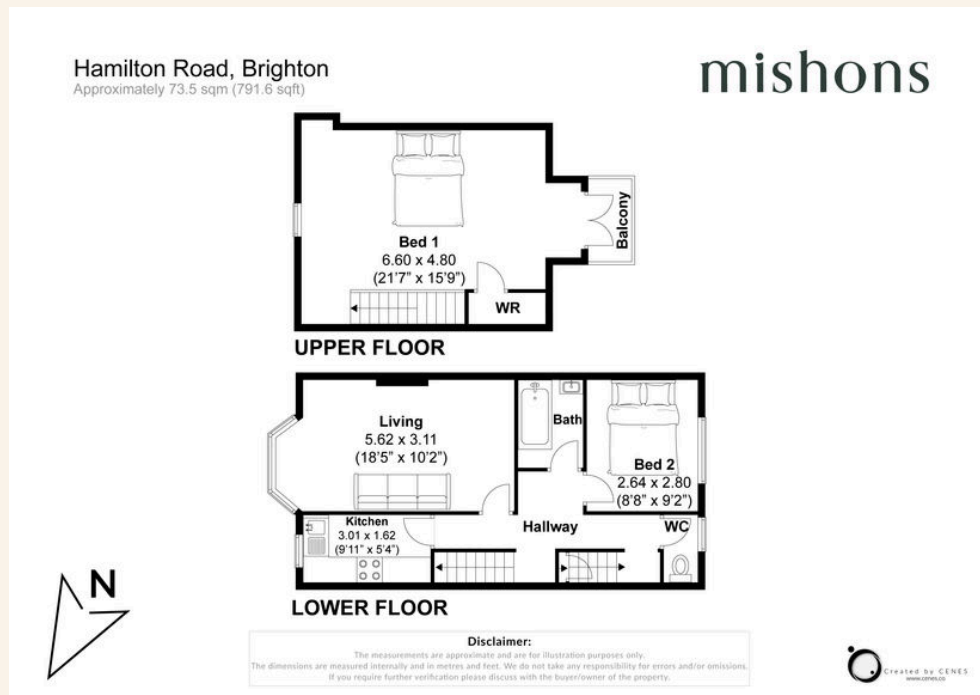 Hamilton Road, Brighton
Approximately 73.5 sqm (791.6 sqft)
mishons
Bed 1
6.60 x 4.80
(21'7" x 15'9")
Balcony
WR
UPPER FLOOR
Living
5.62 x 3.11
(18'5" x 10'2")
Bath
Bed 2
2.64 x 2.80
(8'8" x 9'2")
Kitchen
3.01 x 1.62
(9'11" x 5'4")
Hallway
WC
LOWER FLOOR
N
Disclaimer:
The measurements are approximate and are for illustration purposes only.
The dimensions are measured internally and in metres and feet. We do not take any responsibility for errors and/or omissions.
If you require further verification please discuss with the buyer/owner of the property.
Created by CENES
www.cenes.co